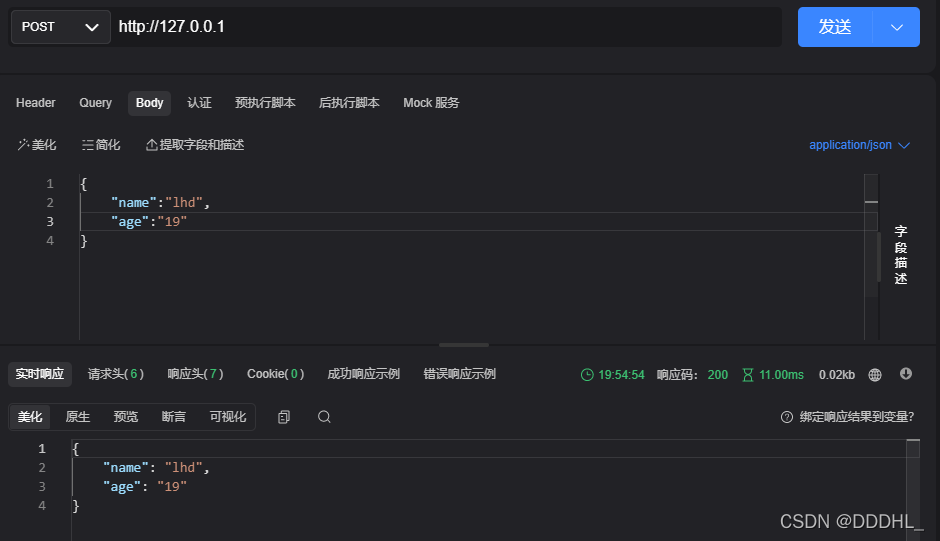 POST http://127.0.0.1 发送
Header Query Body 认证 预执行脚本 后执行脚本 Mock 服务
美化 简化 提取字段和描述 application/json
1 {
2 "name":"lhd",
3 "age":"19"
4 }
字段描述
实时响应 请求头(6) 响应头(7) Cookie(0) 成功响应示例 错误响应示例 19:54:54 响应码: 200 11.00ms 0.02kb
美化 原生 预览 断言 可视化 绑定响应结果到变量?
1 {
2 "name": "lhd",
3 "age": "19"
4 }
CSDN @DDDHL_